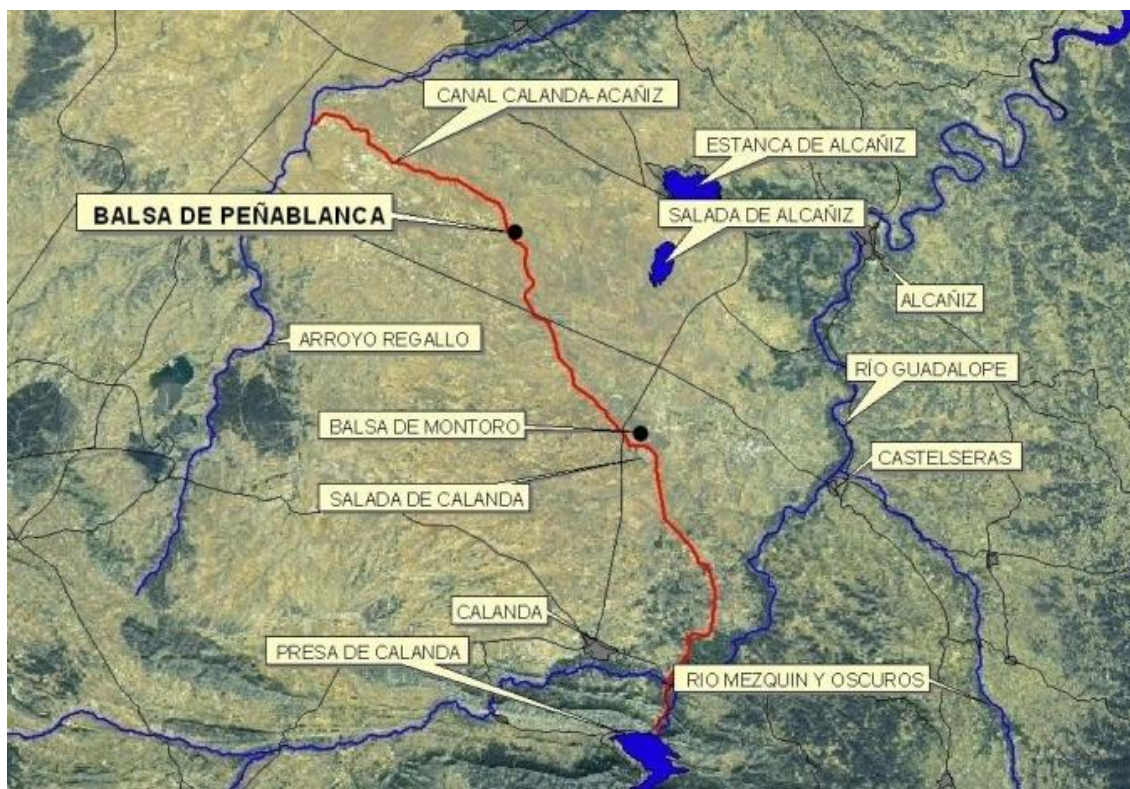 CANAL CALANDA-ACAÑIZ
ESTANCA DE ALCAÑIZ
BALSA DE PEÑABLANCA
SALADA DE ALCAÑIZ
ALCAÑIZ
ARROYO REGALLO
RÍO GUADALOPE
BALSA DE MONTORO
CASTELSERAS
SALADA DE CALANDA
CALANDA
PRESA DE CALANDA
RIO MEZQUIN Y OSCUROS